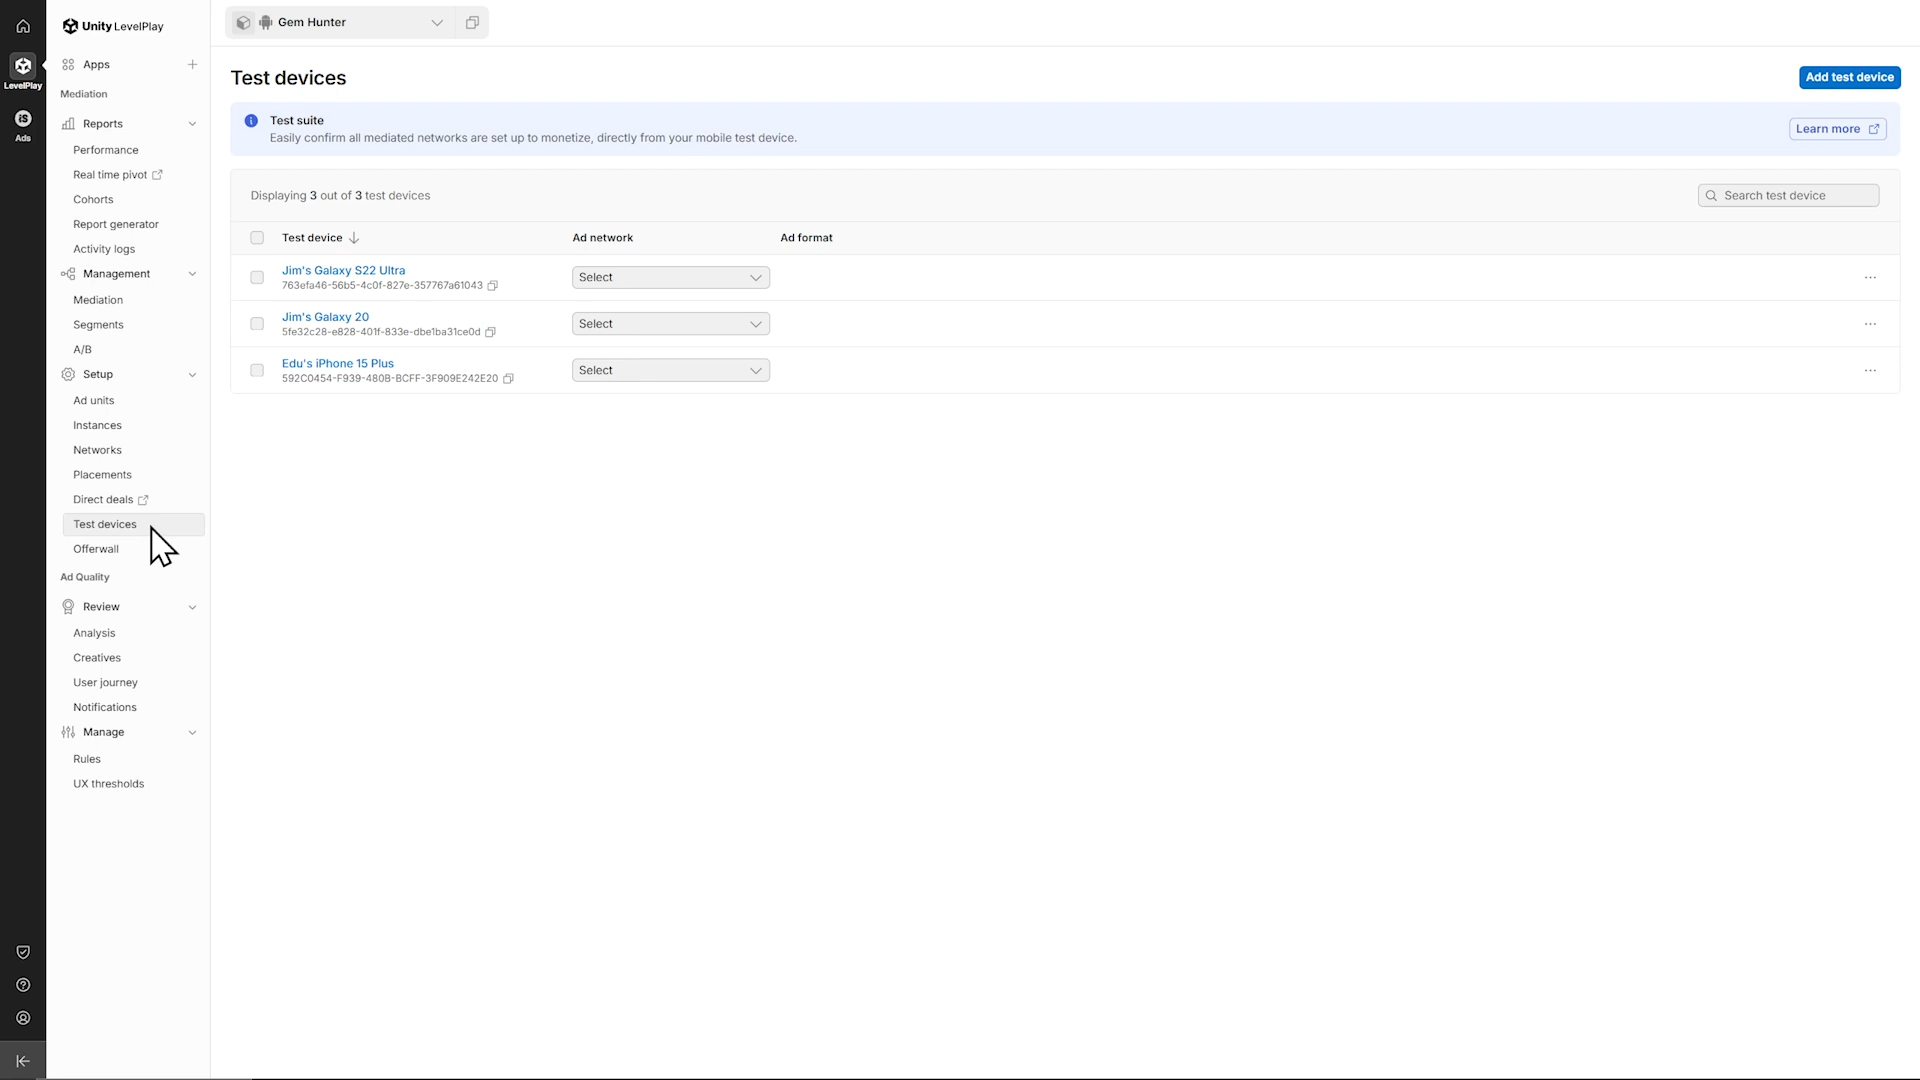 Unity LevelPlay
Gem Hunter
LevelPlay
Ads
Apps
Mediation
Reports
Performance
Real time pivot
Cohorts
Report generator
Activity logs
Management
Mediation
Segments
A/B
Setup
Ad units
Instances
Networks
Placements
Direct deals
Test devices
Offerwall
Ad Quality
Review
Analysis
Creatives
User journey
Notifications
Manage
Rules
UX thresholds
Test devices
Add test device
Test suite
Easily confirm all mediated networks are set up to monetize, directly from your mobile test device.
Learn more
Displaying 3 out of 3 test devices
Search test device
Test device Ad network Ad format
Jim's Galaxy S22 Ultra
763efa46-56b5-4c0f-827e-357767a61043
Select
Jim's Galaxy 20
5fe32c28-e828-401f-833e-dbe1ba31ce0d
Select
Edu's iPhone 15 Plus
592C0454-F939-480B-BCFF-3F909E242E20
Select